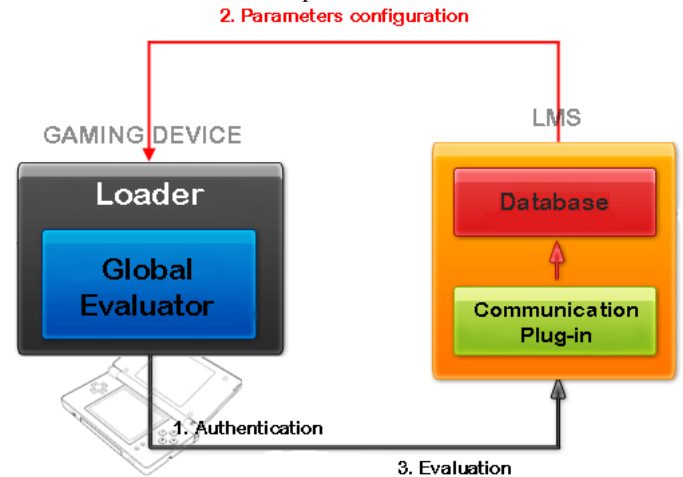 2. Parameters configuration
GAMING DEVICE
LMS
Loader
Global
Evaluator
Database
Communication
Plug-in
1. Authentication
3. Evaluation